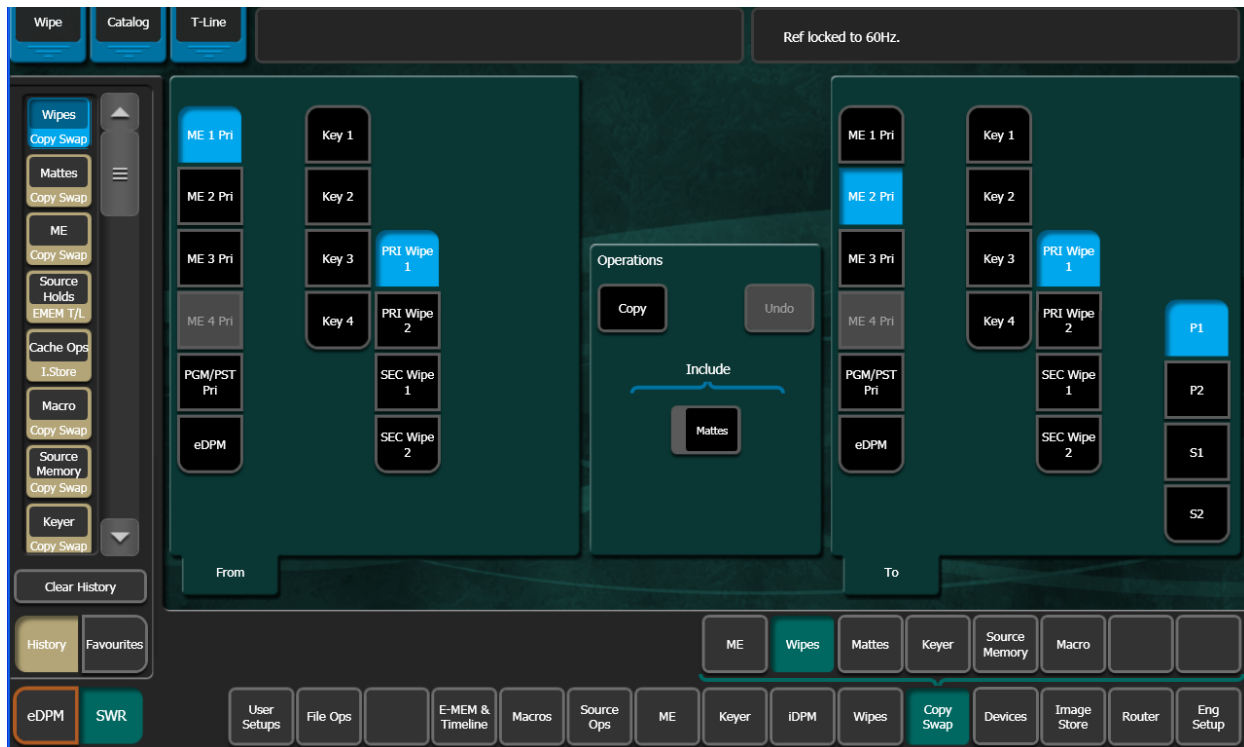 Wipe
Catalog
T-Line
Ref locked to 60Hz.
Wipes
Copy Swap
Mattes
Copy Swap
ME
Copy Swap
Source
Holds
EMEM T/L
Cache Ops
I.Store
Macro
Copy Swap
Source
Memory
Copy Swap
Keyer
Copy Swap
Clear History
History
Favourites
ME 1 Pri
ME 2 Pri
ME 3 Pri
ME 4 Pri
PGM/PST
Pri
eDPM
Key 1
Key 2
Key 3
Key 4
PRI Wipe
1
PRI Wipe
2
SEC Wipe
1
SEC Wipe
2
From
Operations
Copy
Undo
Include
Mattes
ME 1 Pri
ME 2 Pri
ME 3 Pri
ME 4 Pri
PGM/PST
Pri
eDPM
Key 1
Key 2
Key 3
Key 4
PRI Wipe
1
PRI Wipe
2
SEC Wipe
1
SEC Wipe
2
P1
P2
S1
S2
To
ME
Wipes
Mattes
Keyer
Source
Memory
Macro
eDPM
SWR
User
Setups
File Ops
E-MEM &
Timeline
Macros
Source
Ops
ME
Keyer
iDPM
Wipes
Copy
Swap
Devices
Image
Store
Router
Eng
Setup